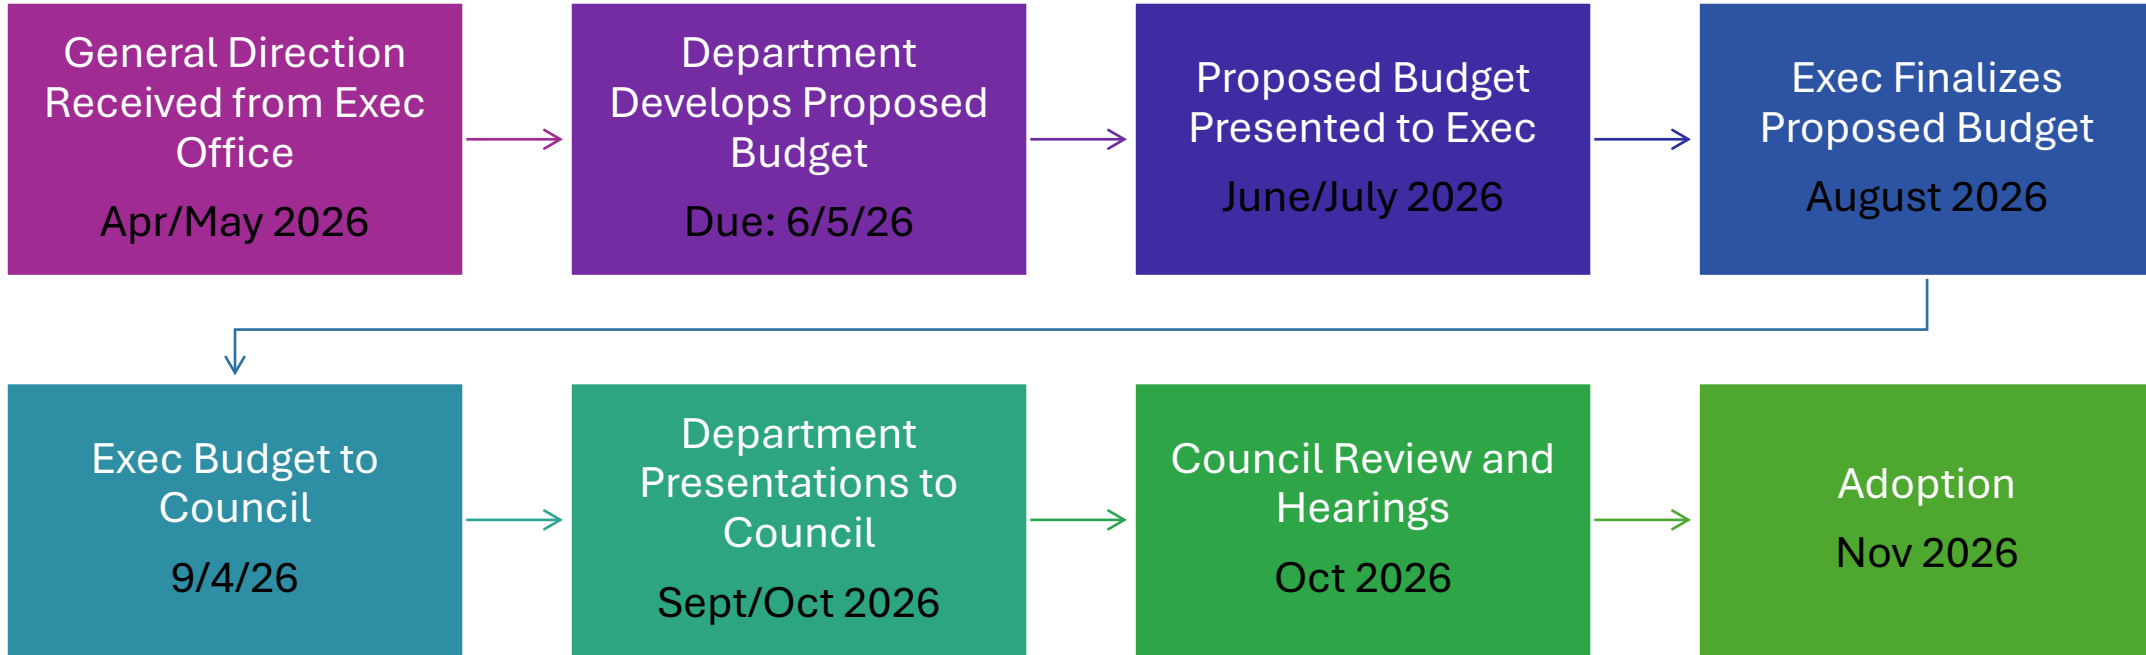 General Direction
Received from Exec
Office
Apr/May 2026
Department
Develops Proposed
Budget
Due: 6/5/26
Proposed Budget
Presented to Exec
June/July 2026
Exec Finalizes
Proposed Budget
August 2026
Exec Budget to
Council
9/4/26
Department
Presentations to
Council
Sept/Oct 2026
Council Review and
Hearings
Oct 2026
Adoption
Nov 2026